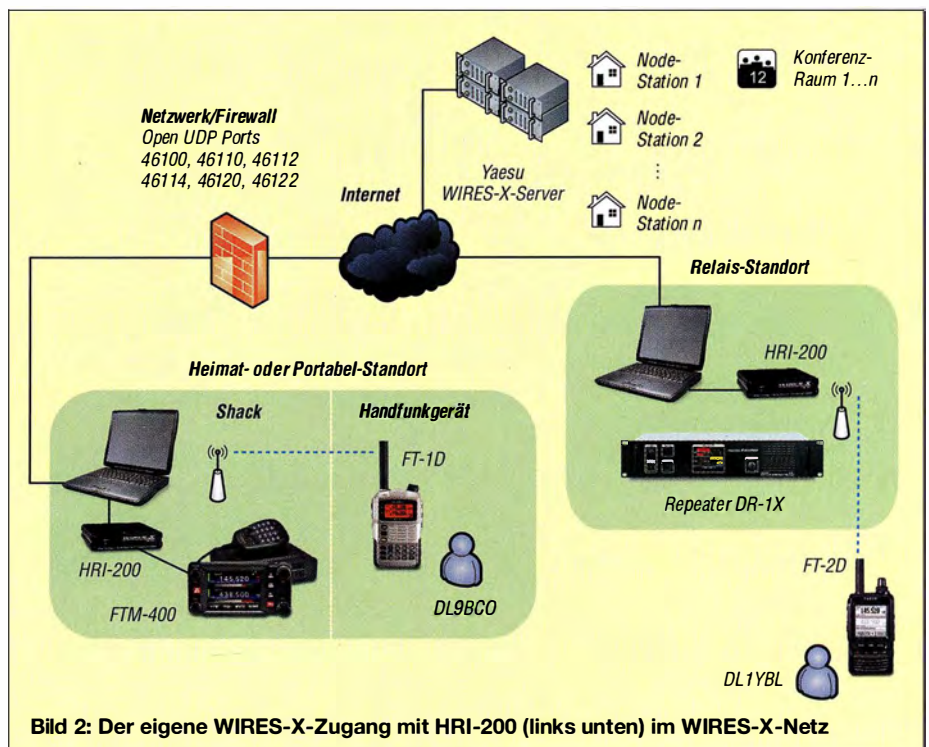 Netzwerk/Firewall
Open UDP Ports
46100, 46110, 46112
46114, 46120, 46122
Internet
Yaesu
WIRES-X-Server
Node-
Station 1
Node-
Station 2
⋮
Node-
Station n
12
Konferenz-
Raum 1...n
Relais-Standort
HRI-200
Repeater DR-1X
FT-2D
DL1YBL
Heimat- oder Portabel-Standort
Shack
Handfunkgerät
FT-1D
HRI-200
145.520
438.500
FTM-400
DL9BCO
Bild 2: Der eigene WIRES-X-Zugang mit HRI-200 (links unten) im WIRES-X-Netz